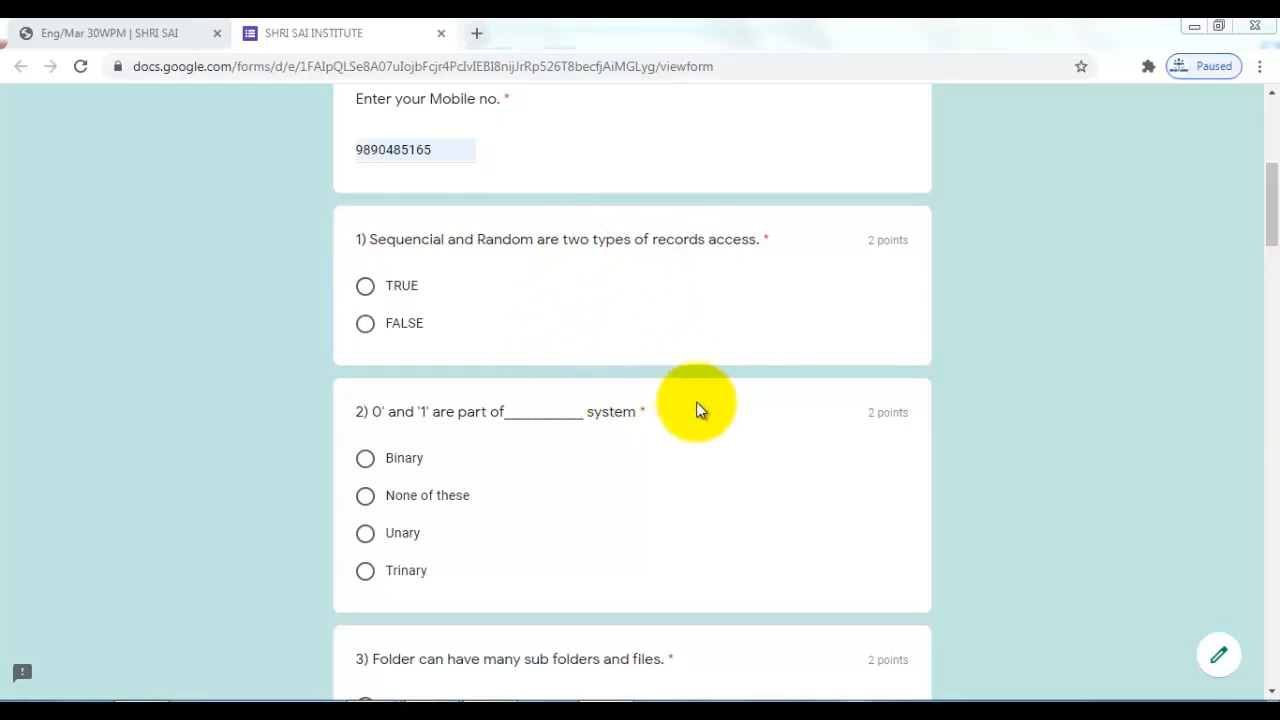 Eng/Mar 30WPM | SHRI SAI
SHRI SAI INSTITUTE
docs.google.com/forms/d/e/1FAIpQLSe8A07uIojbFcjr4PcIvIEBI8nijJrRp526T8becfjAiMGLyg/viewform
Paused
Enter your Mobile no. *
9890485165
1) Sequencial and Random are two types of records access. *
2 points
TRUE
FALSE
2) 0' and '1' are part of___________ system *
2 points
Binary
None of these
Unary
Trinary
3) Folder can have many sub folders and files. *
2 points